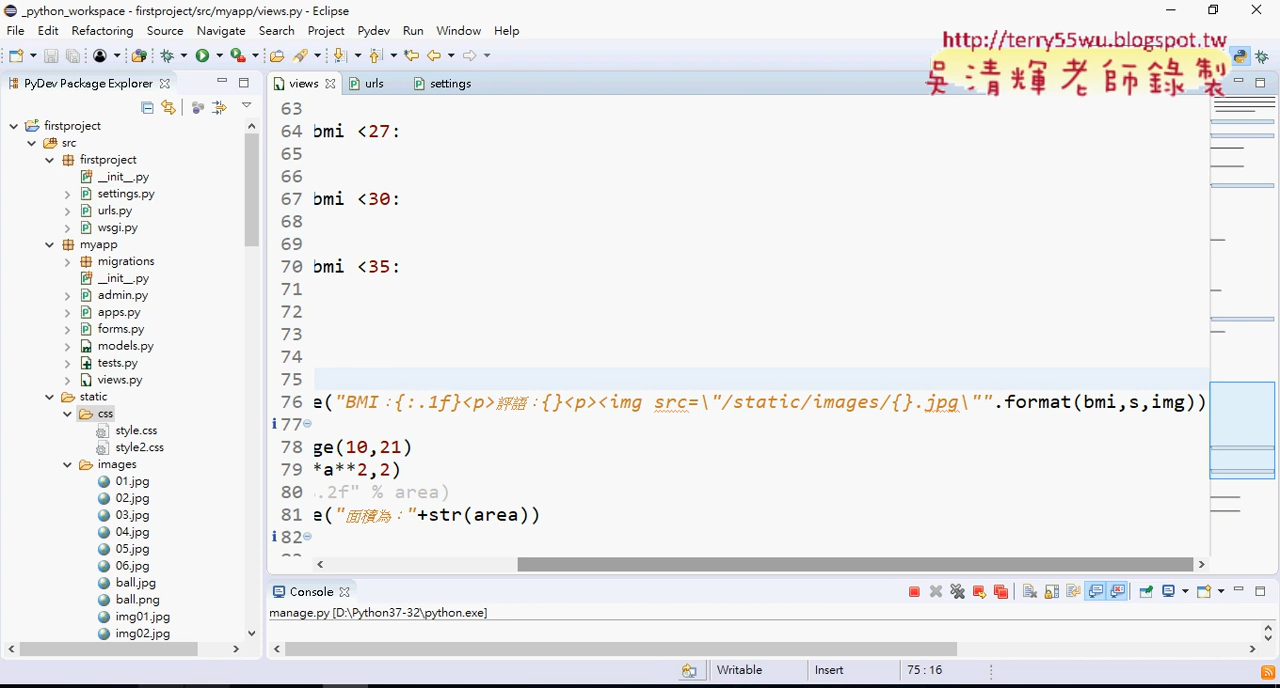 _python_workspace - firstproject/src/myapp/views.py - Eclipse
File Edit Refactoring Source Navigate Search Project Pydev Run Window Help
http://terry55wu.blogspot.tw
吳清輝老師錄製
PyDev Package Explorer
views urls settings
firstproject
src
firstproject
__init__.py
settings.py
urls.py
wsgi.py
myapp
migrations
__init__.py
admin.py
apps.py
forms.py
models.py
tests.py
views.py
static
css
style.css
style2.css
images
01.jpg
02.jpg
03.jpg
04.jpg
05.jpg
06.jpg
ball.jpg
ball.png
img01.jpg
img02.jpg
63
64 bmi <27:
65
66
67 bmi <30:
68
69
70 bmi <35:
71
72
73
74
75
76 e("BMI：{:.1f}<p>評語：{}<p><img src=\"/static/images/{}.jpg\"".format(bmi,s,img))
77
78 ge(10,21)
79 *a**2,2)
80 .2f" % area)
81 e("面積為："+str(area))
82
Console
manage.py [D:\Python37-32\python.exe]
Writable Insert 75 : 16